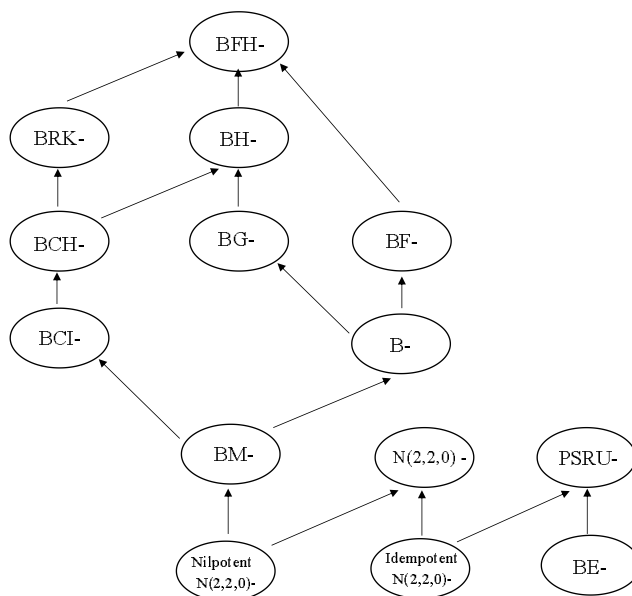 BFH-
BRK-
BH-
BCH-
BG-
BF-
BCI-
B-
BM-
N(2,2,0) -
PSRU-
Nilpotent
N(2,2,0)-
Idempotent
N(2,2,0)-
BE-